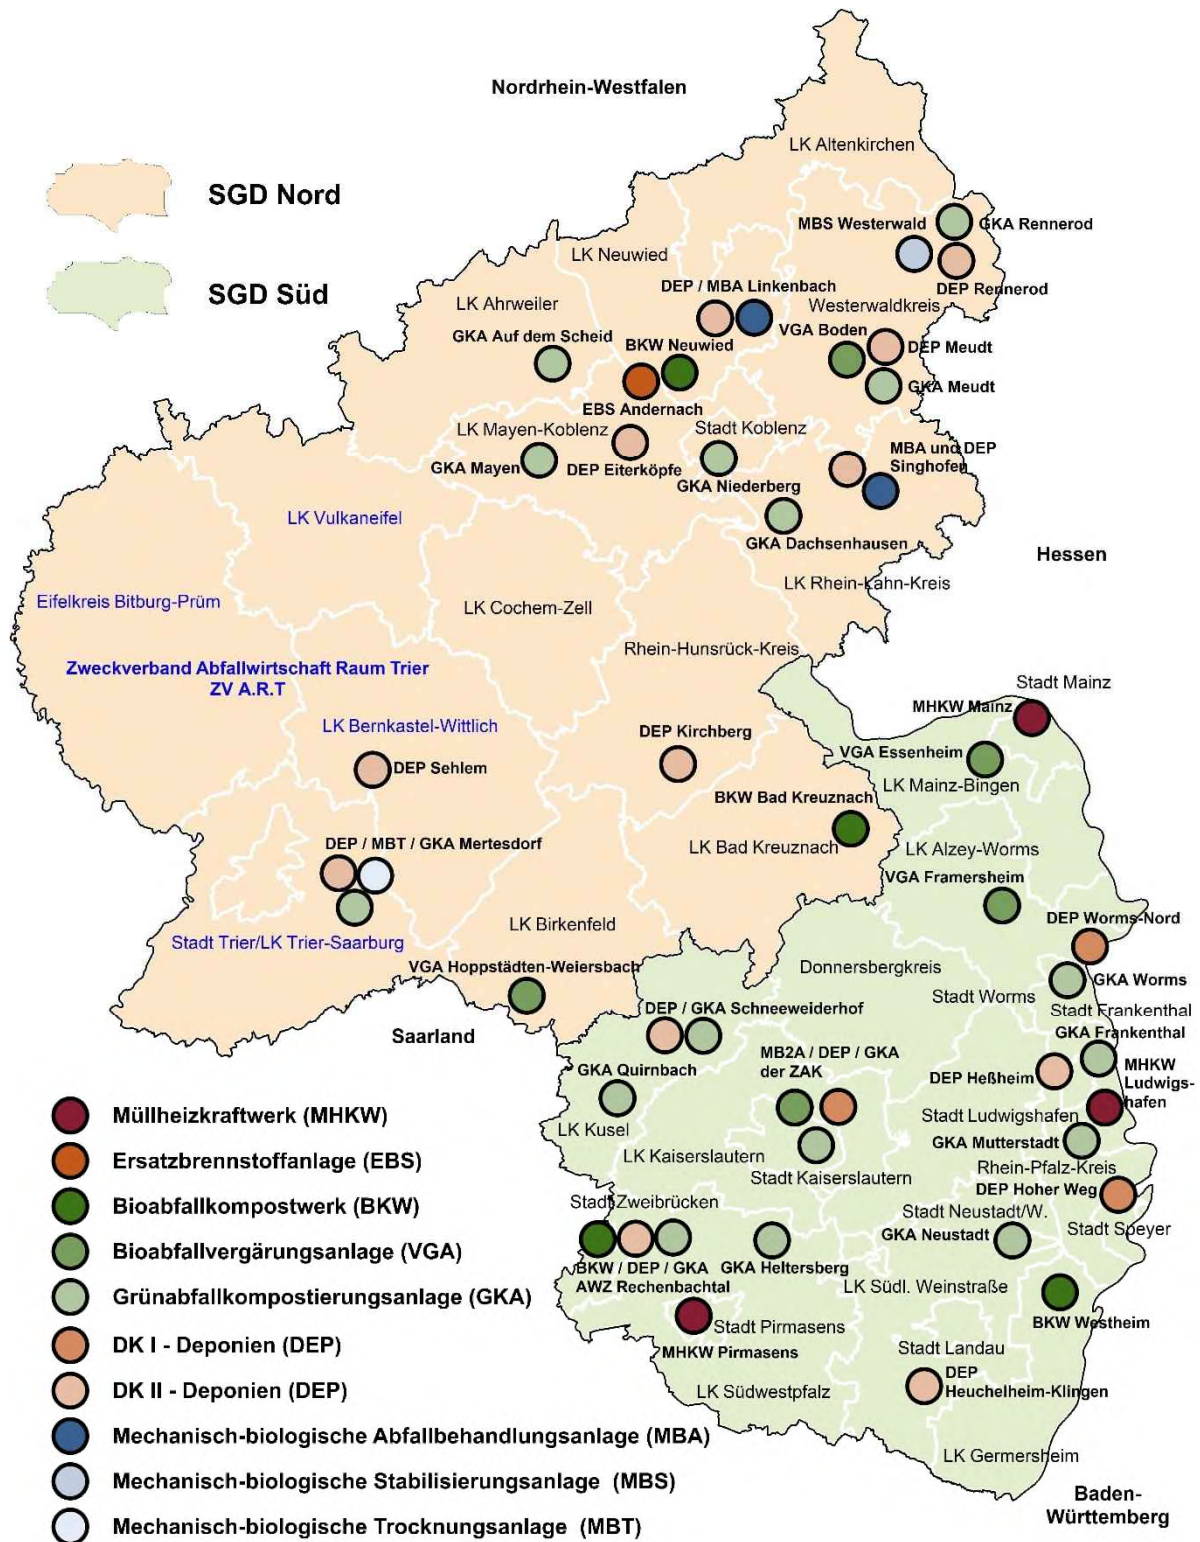 Nordrhein-Westfalen
LK Altenkirchen
SGD Nord
MBS Westerwald
GKA Rennerod
LK Neuwied
DEP / MBA Linkenbach
DEP Rennerod
SGD Süd
LK Ahrweiler
Westerwaldkreis
GKA Auf dem Scheid
BKW Neuwied
VGA Boden
DEP Meudt
GKA Meudt
EBS Andernach
LK Mayen-Koblenz
Stadt Koblenz
GKA Mayen
DEP Eiterköpfe
MBA und DEP
Singhofen
GKA Niederberg
LK Vulkaneifel
GKA Dachsenhausen
Hessen
LK Rhein-Lahn-Kreis
Eifelkreis Bitburg-Prüm
LK Cochem-Zell
Rhein-Hunsrück-Kreis
Zweckverband Abfallwirtschaft Raum Trier
ZV A.R.T
Stadt Mainz
MHKW Mainz
LK Bernkastel-Wittlich
DEP Kirchberg
VGA Essenheim
DEP Sehlem
LK Mainz-Bingen
BKW Bad Kreuznach
DEP / MBT / GKA Mertesdorf
LK Bad Kreuznach
LK Alzey-Worms
VGA Framersheim
LK Birkenfeld
DEP Worms-Nord
Stadt Trier/LK Trier-Saarburg
VGA Hoppstädten-Weiersbach
Donnersbergkreis
GKA Worms
Stadt Worms
DEP / GKA Schneeweiderhof
Stadt Frankenthal
Saarland
GKA Frankenthal
MB2A / DEP / GKA
der ZAK
GKA Quirnbach
DEP Heßheim
MHKW
Ludwigs-
hafen
Stadt Ludwigshafen
LK Kusel
GKA Mutterstadt
LK Kaiserslautern
Stadt Kaiserslautern
Rhein-Pfalz-Kreis
DEP Hoher Weg
Stadt Zweibrücken
Stadt Neustadt/W.
GKA Neustadt
Stadt Speyer
BKW / DEP / GKA
AWZ Rechenbachtal
GKA Heltersberg
LK Südl. Weinstraße
BKW Westheim
Stadt Pirmasens
MHKW Pirmasens
Stadt Landau
DEP
Heuchelheim-Klingen
LK Südwestpfalz
LK Germersheim
Baden-
Württemberg
Müllheizkraftwerk (MHKW)
Ersatzbrennstoffanlage (EBS)
Bioabfallkompostwerk (BKW)
Bioabfallvergärungsanlage (VGA)
Grünabfallkompostierungsanlage (GKA)
DK I - Deponien (DEP)
DK II - Deponien (DEP)
Mechanisch-biologische Abfallbehandlungsanlage (MBA)
Mechanisch-biologische Stabilisierungsanlage (MBS)
Mechanisch-biologische Trocknungsanlage (MBT)